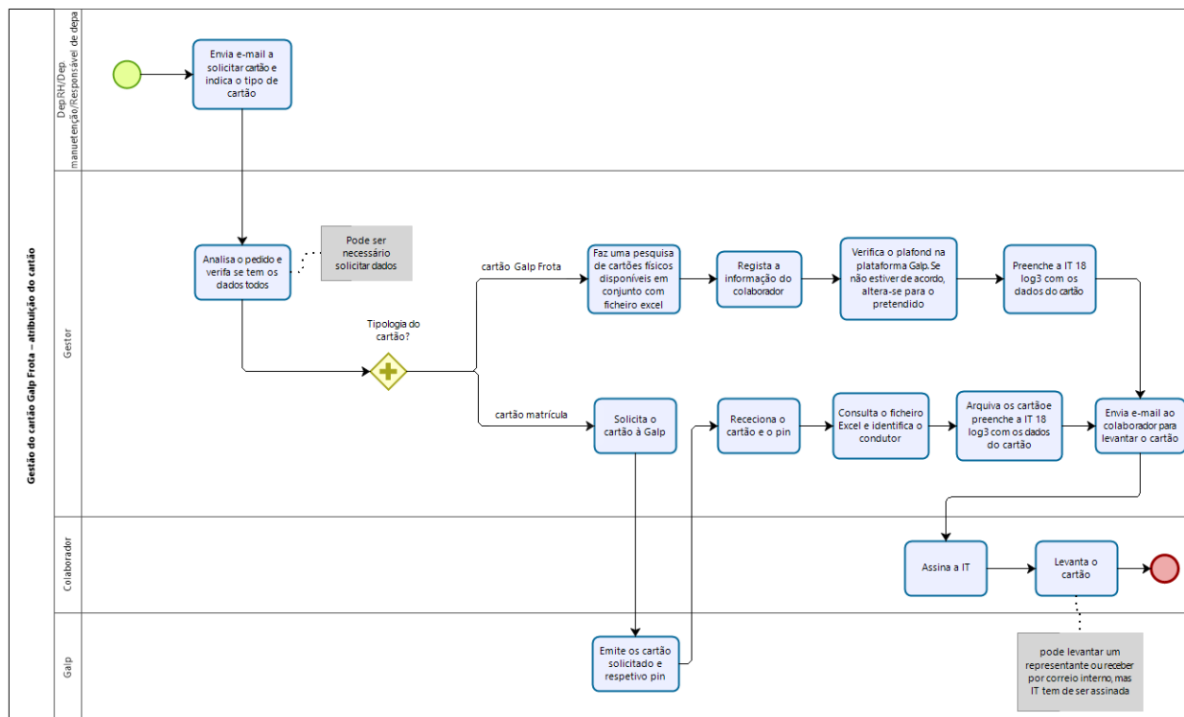 Gestão do cartão Galp Frota – atribuição do cartão
Dep.RH/Dep.
manuetenção/Responsável de depa
Envia e-mail a
solicitar cartão e
indica o tipo de
cartão
Gestor
Analisa o pedido e
verifa se tem os
dados todos
Pode ser
necessário
solicitar dados
Tipologia do
cartão?
cartão Galp Frota
Faz uma pesquisa
de cartões físicos
disponíveis em
conjunto com
ficheiro excel
Regista a
informação do
colaborador
Verifica o plafond na
plataforma Galp. Se
não estiver de acordo,
altera-se para o
pretendido
Preenche a IT 18
log3 com os
dados do cartão
cartão matrícula
Solicita o
cartão à Galp
Receciona o
cartão e o pin
Consulta o ficheiro
Excel e identifica o
condutor
Arquiva os cartãoe
preenche a IT 18
log3 com os dados
do cartão
Envia e-mail ao
colaborador para
levantar o cartão
Colaborador
Assina a IT
Levanta o
cartão
Galp
Emite os cartão
solicitado e
respetivo pin
pode levantar um
representante ou receber
por correio interno, mas
IT tem de ser assinada